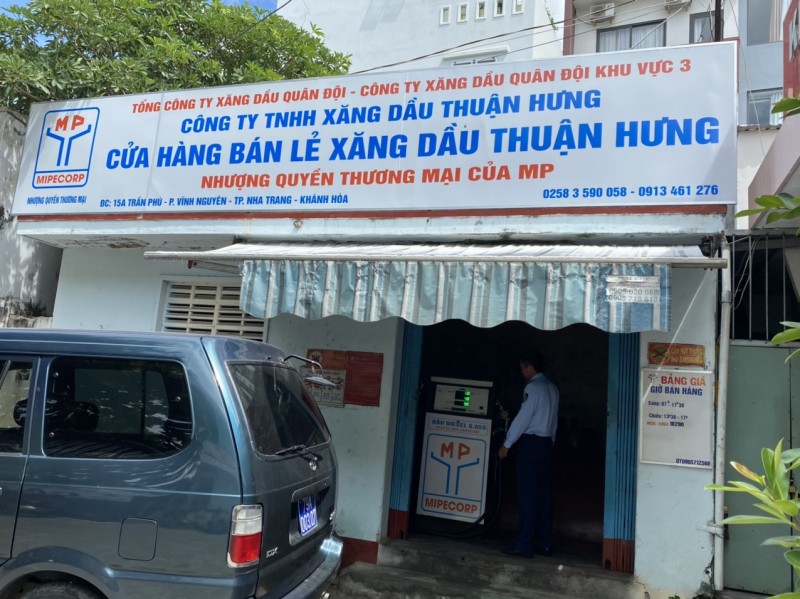 TỔNG CÔNG TY XĂNG DẦU QUÂN ĐỘI - CÔNG TY XĂNG DẦU QUÂN ĐỘI KHU VỰC 3
CÔNG TY TNHH XĂNG DẦU THUẬN HƯNG
CỬA HÀNG BÁN LẺ XĂNG DẦU THUẬN HƯNG
NHƯỢNG QUYỀN THƯƠNG MẠI CỦA MP
MP
MIPECORP
NHƯỢNG QUYỀN THƯƠNG MẠI
ĐC: 15A TRẦN PHÚ - P. VĨNH NGUYÊN - TP. NHA TRANG - KHÁNH HÒA
0258 3 590 058 - 0913 461 276
BẢNG GIÁ
GIỜ BÁN HÀNG
MP
MIPECORP